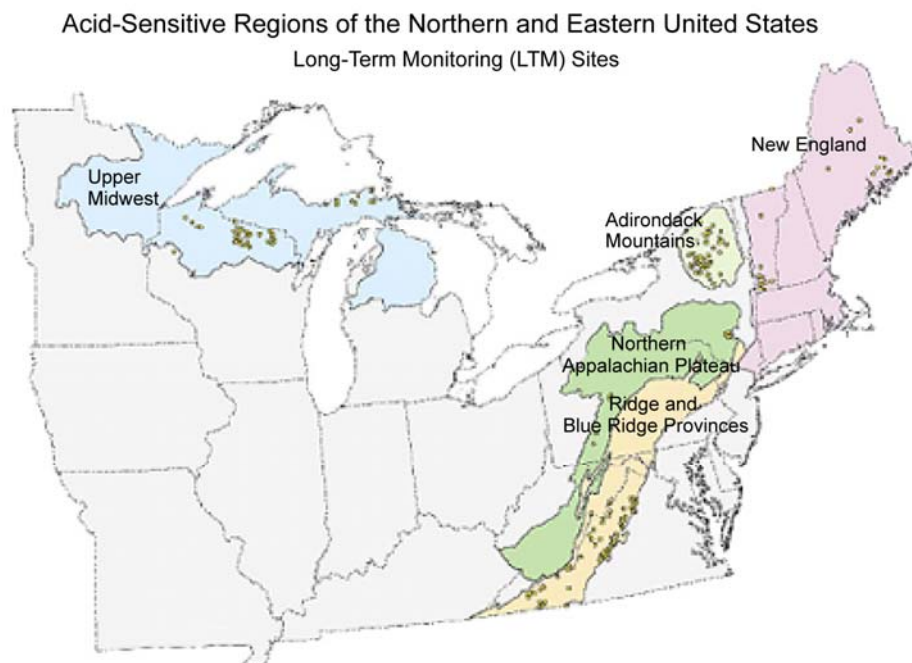 Acid-Sensitive Regions of the Northern and Eastern United States
Long-Term Monitoring (LTM) Sites
New England
Upper
Midwest
Adirondack
Mountains
Northern
Appalachian Plateau
Ridge and
Blue Ridge Provinces